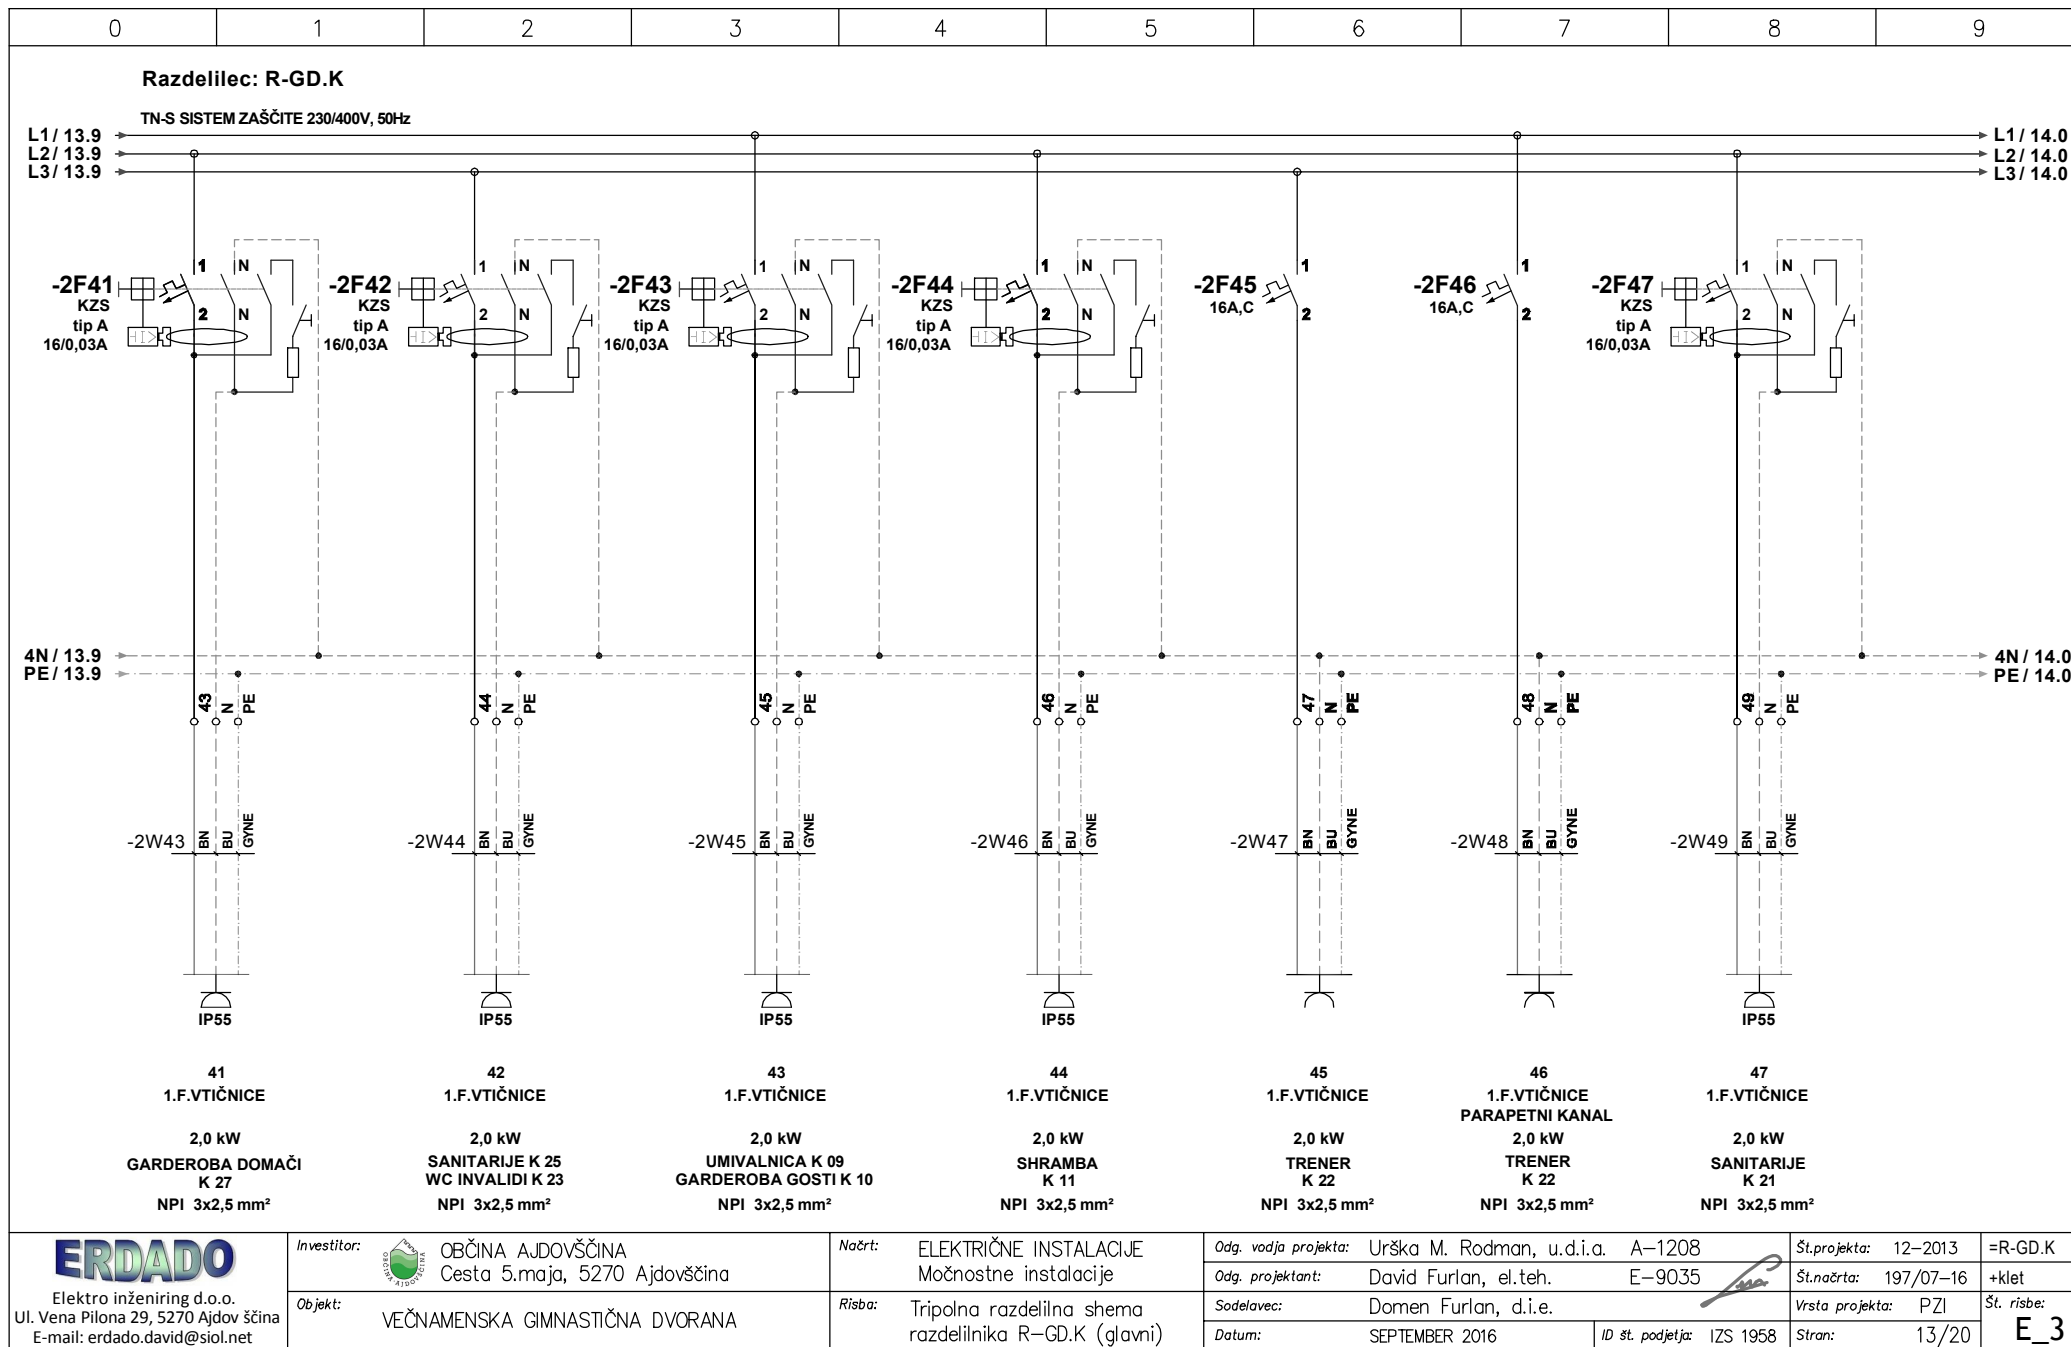 0 1 2 3 4 5 6 7 8 9
Razdelilec: R-GD.K
TN-S SISTEM ZAŠČITE 230/400V, 50Hz
L1 / 13.9 L1 / 14.0
L2 / 13.9 L2 / 14.0
L3 / 13.9 L3 / 14.0
-2F41 KZS tip A 16/0,03A 1 N 2 N
-2F42 KZS tip A 16/0,03A 1 N 2 N
-2F43 KZS tip A 16/0,03A 1 N 2 N
-2F44 KZS tip A 16/0,03A 1 N 2 N
-2F45 16A,C 1 2
-2F46 16A,C 1 2
-2F47 KZS tip A 16/0,03A 1 N 2 N
4N / 13.9 4N / 14.0
PE / 13.9 PE / 14.0
43 N PE 44 N PE 45 N PE 46 N PE 47 N PE 48 N PE 49 N PE
-2W43 BN BU GYNE -2W44 BN BU GYNE -2W45 BN BU GYNE -2W46 BN BU GYNE -2W47 BN BU GYNE -2W48 BN BU GYNE -2W49 BN BU GYNE
IP55 IP55 IP55 IP55 IP55
41
1.F.VTIČNICE
2,0 kW
GARDEROBA DOMAČI
K 27
NPI 3x2,5 mm²
42
1.F.VTIČNICE
2,0 kW
SANITARIJE K 25
WC INVALIDI K 23
NPI 3x2,5 mm²
43
1.F.VTIČNICE
2,0 kW
UMIVALNICA K 09
GARDEROBA GOSTI K 10
NPI 3x2,5 mm²
44
1.F.VTIČNICE
2,0 kW
SHRAMBA
K 11
NPI 3x2,5 mm²
45
1.F.VTIČNICE
2,0 kW
TRENER
K 22
NPI 3x2,5 mm²
46
1.F.VTIČNICE
PARAPETNI KANAL
2,0 kW
TRENER
K 22
NPI 3x2,5 mm²
47
1.F.VTIČNICE
2,0 kW
SANITARIJE
K 21
NPI 3x2,5 mm²
ERDADO
Elektro inženiring d.o.o.
Ul. Vena Pilona 29, 5270 Ajdov ščina
E-mail: erdado.david@siol.net
Investitor: OBČINA AJDOVŠČINA
Cesta 5.maja, 5270 Ajdovščina
OBČINA AJDOVŠČINA
Objekt: VEČNAMENSKA GIMNASTIČNA DVORANA
Načrt: ELEKTRIČNE INSTALACIJE
Močnostne instalacije
Risba: Tripolna razdelilna shema
razdelilnika R-GD.K (glavni)
Odg. vodja projekta: Urška M. Rodman, u.d.i.a. A-1208
Odg. projektant: David Furlan, el.teh. E-9035
Sodelavec: Domen Furlan, d.i.e.
Datum: SEPTEMBER 2016 ID št. podjetja: IZS 1958
Št.projekta: 12-2013
Št.načrta: 197/07-16
Vrsta projekta: PZI
Stran: 13/20
=R-GD.K
+klet
Št. risbe:
E_3